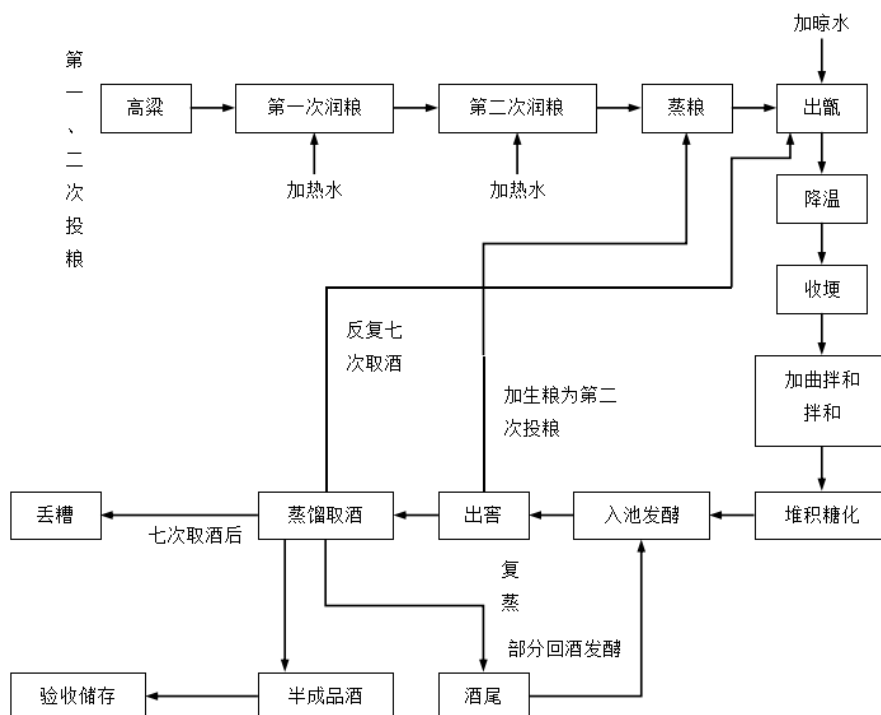 加晾水
第一、二次投粮
高粱
第一次润粮
第二次润粮
蒸粮
出甑
加热水
加热水
降温
收埂
反复七
次取酒
加生粮为第二
次投粮
加曲拌和
拌和
丢糟
七次取酒后
蒸馏取酒
出窖
入池发酵
堆积糖化
复蒸
部分回酒发酵
验收储存
半成品酒
酒尾